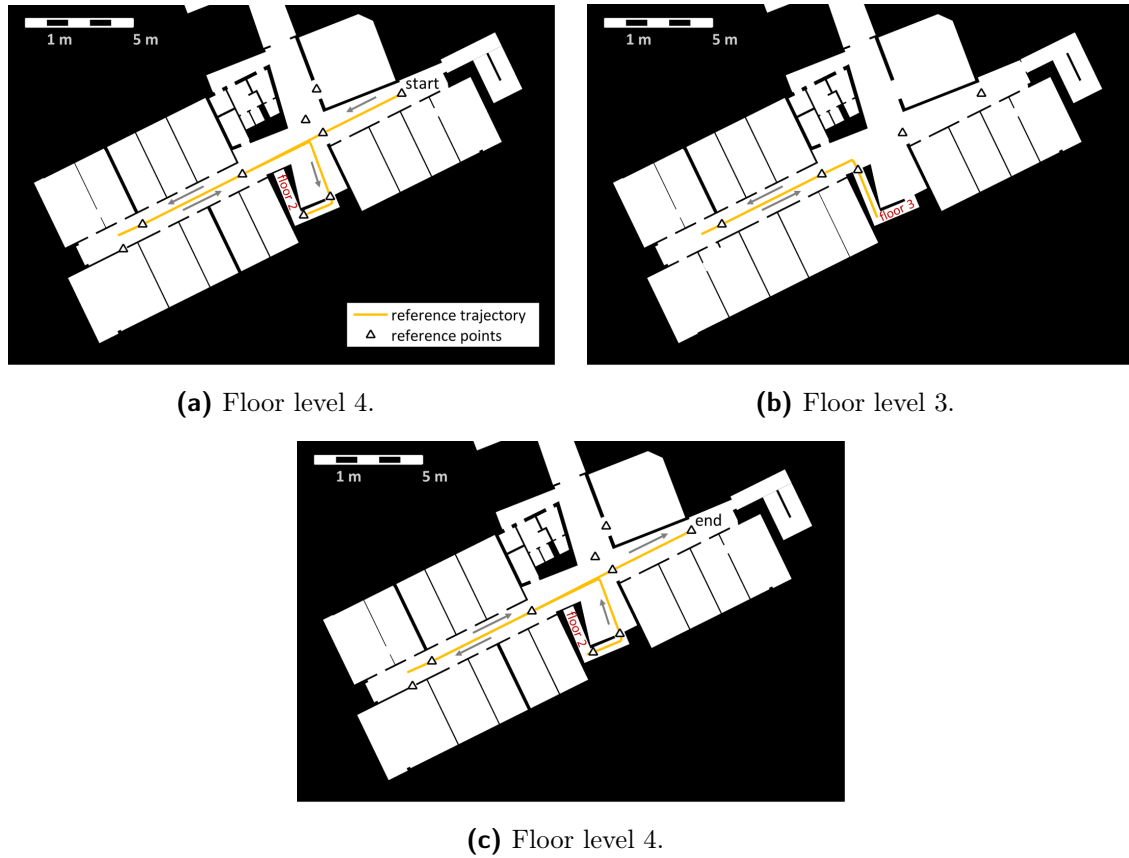 1 m 5 m
start
floor 2
reference trajectory
reference points
(a) Floor level 4.
1 m 5 m
floor 3
(b) Floor level 3.
1 m 5 m
end
floor 2
(c) Floor level 4.